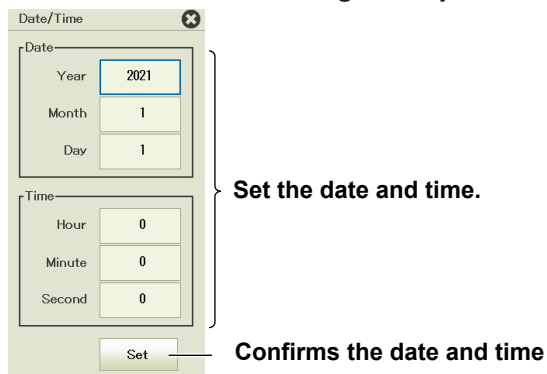 Date/Time
Date
Year 2021
Month 1
Day 1
Set the date and time.
Time
Hour 0
Minute 0
Second 0
Set
Confirms the date and time